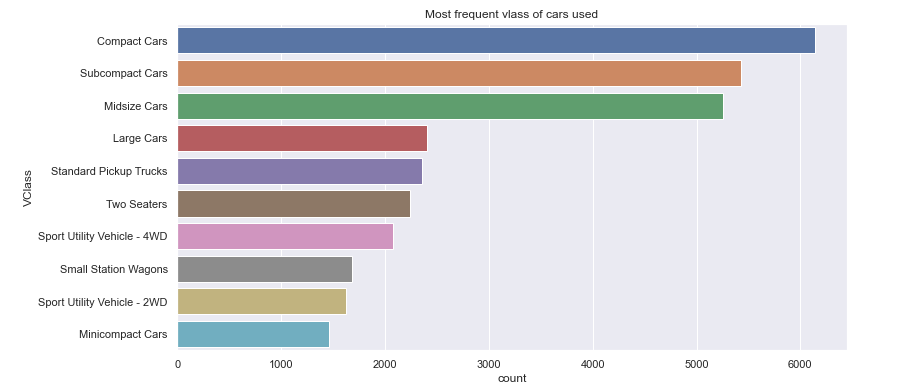 Most frequent vlass of cars used
VClass
Compact Cars
Subcompact Cars
Midsize Cars
Large Cars
Standard Pickup Trucks
Two Seaters
Sport Utility Vehicle - 4WD
Small Station Wagons
Sport Utility Vehicle - 2WD
Minicompact Cars
0 1000 2000 3000 4000 5000 6000
count